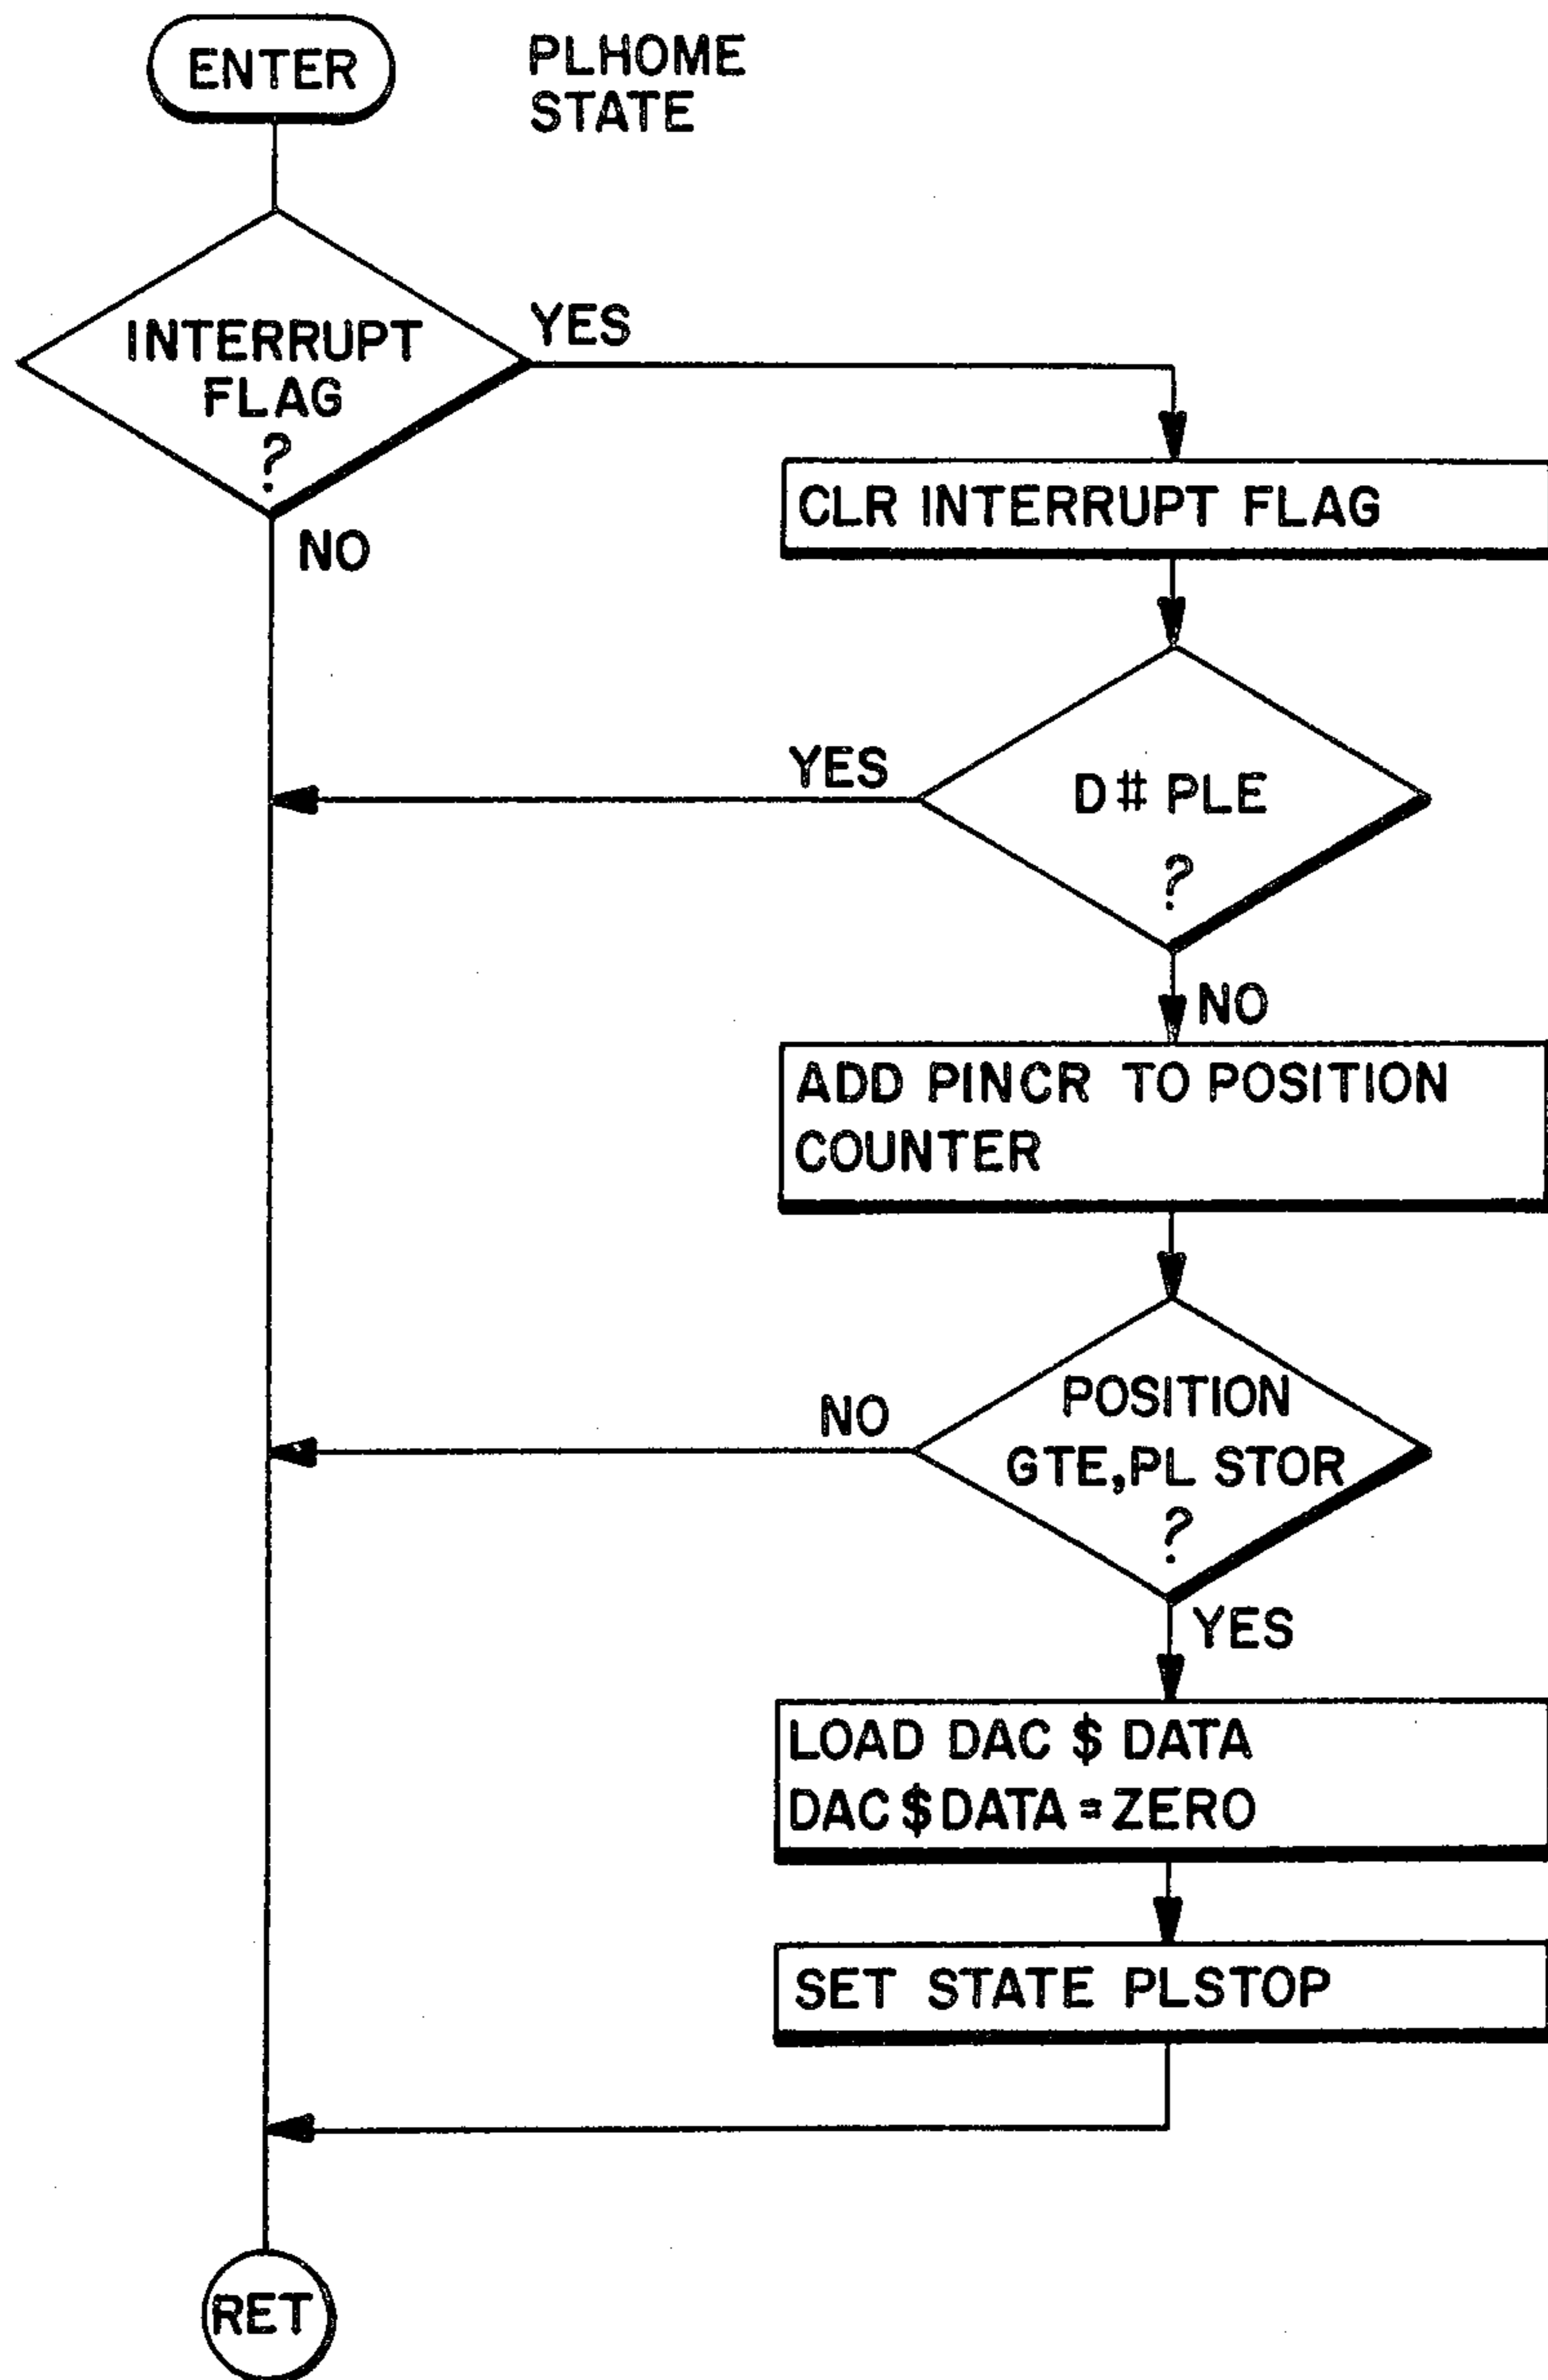 ENTER
PLHOME
STATE
INTERRUPT
FLAG
?
YES
NO
CLR INTERRUPT FLAG
YES
D# PLE
?
NO
ADD PINCR TO POSITION
COUNTER
NO
POSITION
GTE,PL STOR
?
YES
LOAD DAC $ DATA
DAC $ DATA = ZERO
SET STATE PLSTOP
RET